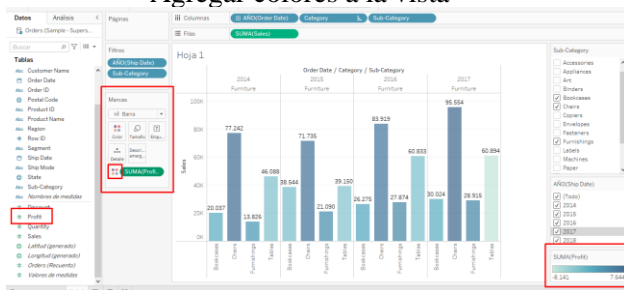 Agregar colores a la vista
Datos Análisis
Orders (Sample - Supers...
Buscar
Tablas
Customer Name
Order Date
Order ID
Postal Code
Product ID
Product Name
Region
Row ID
Segment
Ship Date
Ship Mode
State
Sub-Category
Nombres de medidas
Discount
Profit
Quantity
Sales
Latitud (generado)
Longitud (generado)
Orders (Recuento)
Valores de medidas
Páginas
Filtros
AÑO(Ship Date)
Sub-Category
Marcas
Barra
Color Tamaño Etiqu...
Detalle Descri... emerg...
SUMA(Profi..
Columnas AÑO(Order Date) Category Sub-Category
Filas SUMA(Sales)
Hoja 1
Order Date / Category / Sub-Category
2014 2015 2016 2017
Furniture Furniture Furniture Furniture
Sales
100K
80K
60K
40K
20K
0K
20.037 77.242 13.826 46.088
38.544 71.735 21.090 39.150
26.275 83.919 27.874 60.833
30.024 95.554 28.915 60.894
Bookcases Chairs Furnishings Tables
Bookcases Chairs Furnishings Tables
Bookcases Chairs Furnishings Tables
Bookcases Chairs Furnishings Tables
Sub-Category
Accessories
Appliances
Art
Binders
Bookcases
Chairs
Copiers
Envelopes
Fasteners
Furnishings
Labels
Machines
Paper
AÑO(Ship Date)
(Todo)
2014
2015
2016
2017
2018
SUMA(Profit)
-8.141 7.644